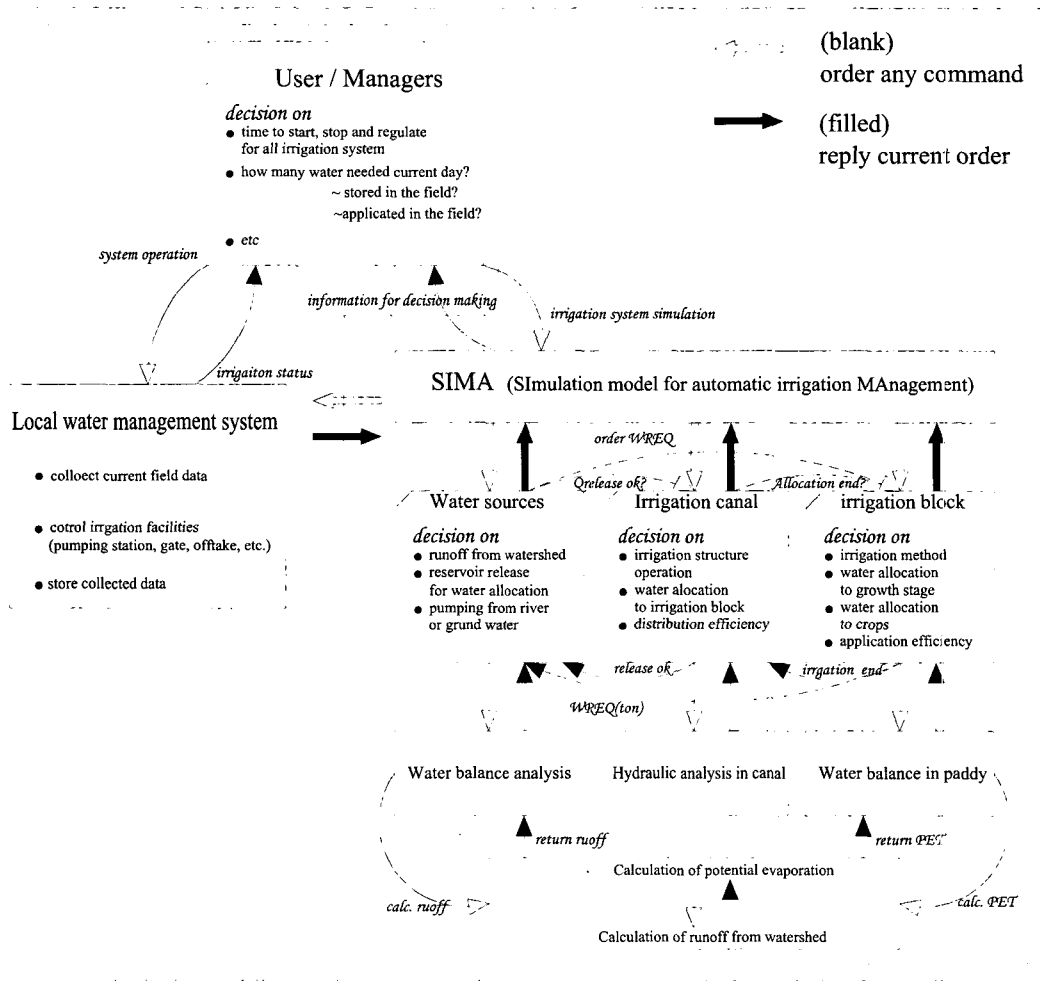 (blank)
order any command
(filled)
reply current order
User / Managers
decision on
● time to start, stop and regulate
for all irrigation system
● how many water needed current day?
~ stored in the field?
~applicated in the field?
● etc
system operation
information for decision making
irrigation system simulation
irrigaiton status
SIMA (SImulation model for automatic irrigation MAnagement)
Local water management system
● colloect current field data
● cotrol irrgation facilities
(pumping station, gate, offtake, etc.)
● store collected data
order WREQ
Qrelease ok?
Allocation end?
Water sources
decision on
● runoff from watershed
● reservoir release
for water allocation
● pumping from river
or grund water
Irrigation canal
decision on
● irrigation structure
operation
● water alocation
to irrigation block
● distribution efficiency
irrigation block
decision on
● irrigation method
● water allocation
to growth stage
● water allocation
to crops
● application efficiency
release ok
irrgation end
WREQ(ton)
Water balance analysis
Hydraulic analysis in canal
Water balance in paddy
return ruoff
return PET
Calculation of potential evaporation
calc. ruoff
calc. PET
Calculation of runoff from watershed